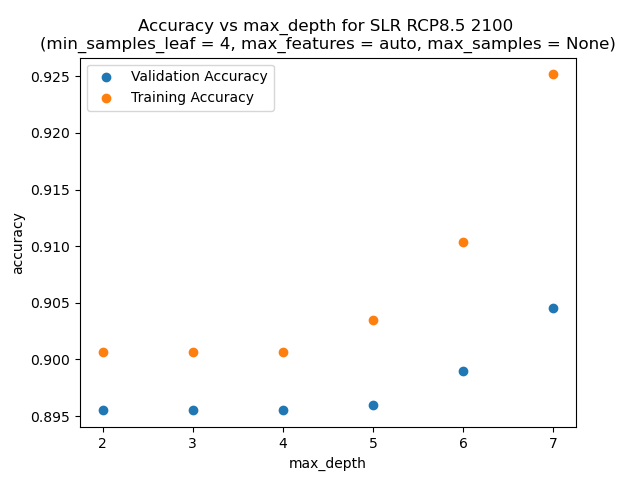 Accuracy vs max_depth for SLR RCP8.5 2100
(min_samples_leaf = 4, max_features = auto, max_samples = None)
Validation Accuracy
Training Accuracy
0.925
0.920
0.915
0.910
0.905
0.900
0.895
accuracy
2 3 4 5 6 7
max_depth